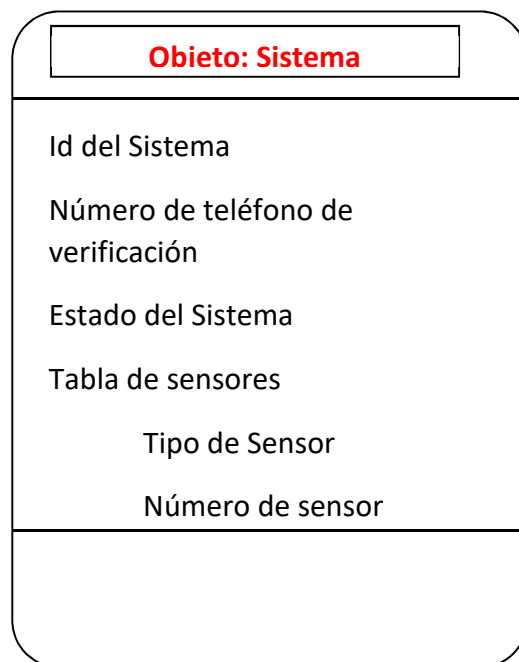 Obieto: Sistema
Id del Sistema
Número de teléfono de
verificación
Estado del Sistema
Tabla de sensores
Tipo de Sensor
Número de sensor